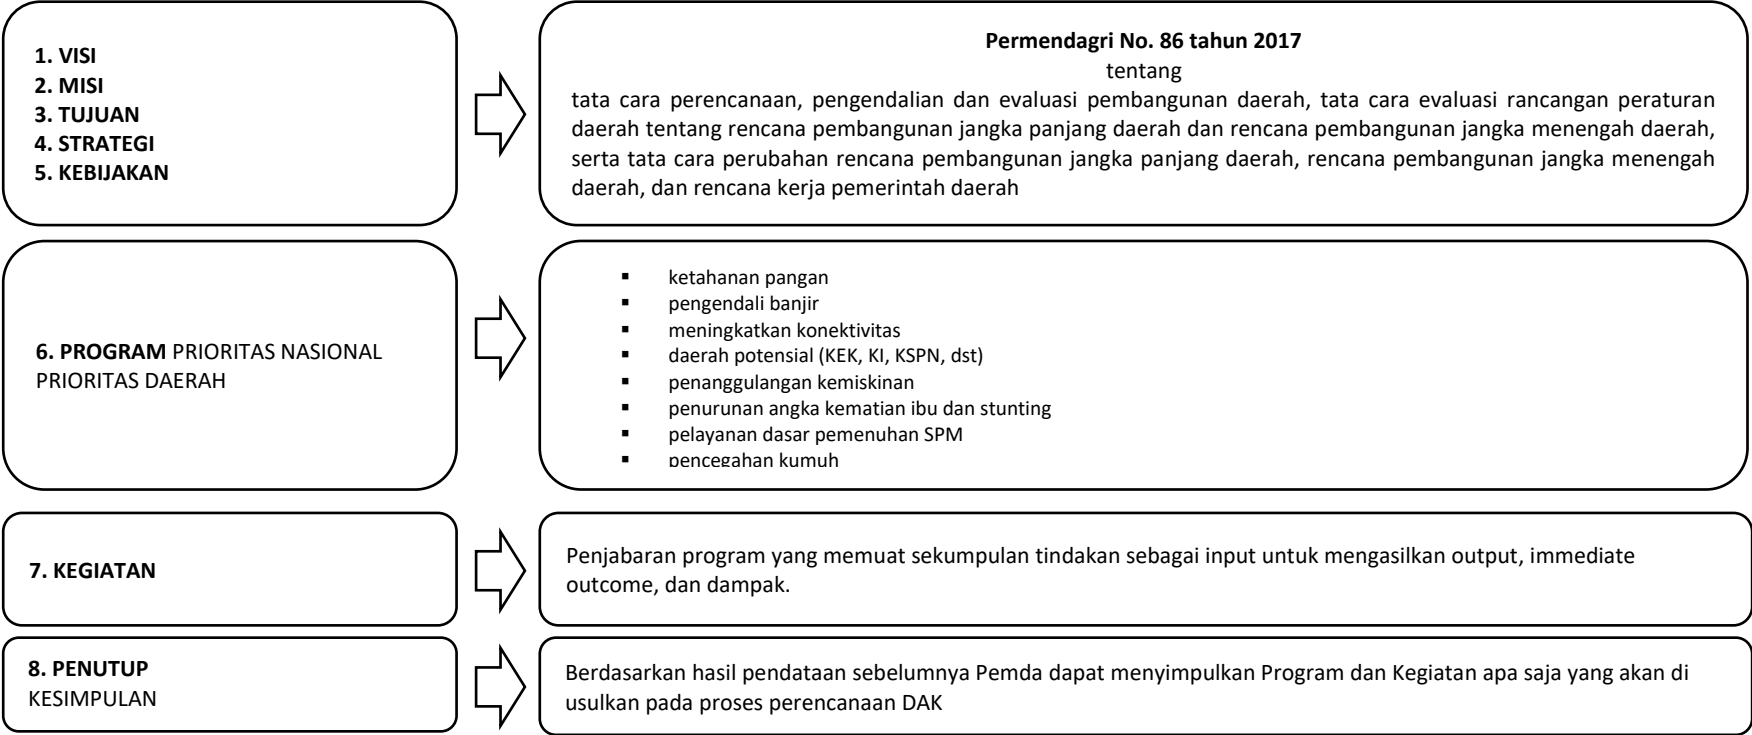 1. VISI
2. MISI
3. TUJUAN
4. STRATEGI
5. KEBIJAKAN
Permendagri No. 86 tahun 2017
tentang
tata cara perencanaan, pengendalian dan evaluasi pembangunan daerah, tata cara evaluasi rancangan peraturan
daerah tentang rencana pembangunan jangka panjang daerah dan rencana pembangunan jangka menengah daerah,
serta tata cara perubahan rencana pembangunan jangka panjang daerah, rencana pembangunan jangka menengah
daerah, dan rencana kerja pemerintah daerah
6. PROGRAM PRIORITAS NASIONAL
PRIORITAS DAERAH
▪ ketahanan pangan
▪ pengendali banjir
▪ meningkatkan konektivitas
▪ daerah potensial (KEK, KI, KSPN, dst)
▪ penanggulangan kemiskinan
▪ penurunan angka kematian ibu dan stunting
▪ pelayanan dasar pemenuhan SPM
▪ pencegahan kumuh
7. KEGIATAN
Penjabaran program yang memuat sekumpulan tindakan sebagai input untuk mengasilkan output, immediate
outcome, dan dampak.
8. PENUTUP
KESIMPULAN
Berdasarkan hasil pendataan sebelumnya Pemda dapat menyimpulkan Program dan Kegiatan apa saja yang akan di
usulkan pada proses perencanaan DAK